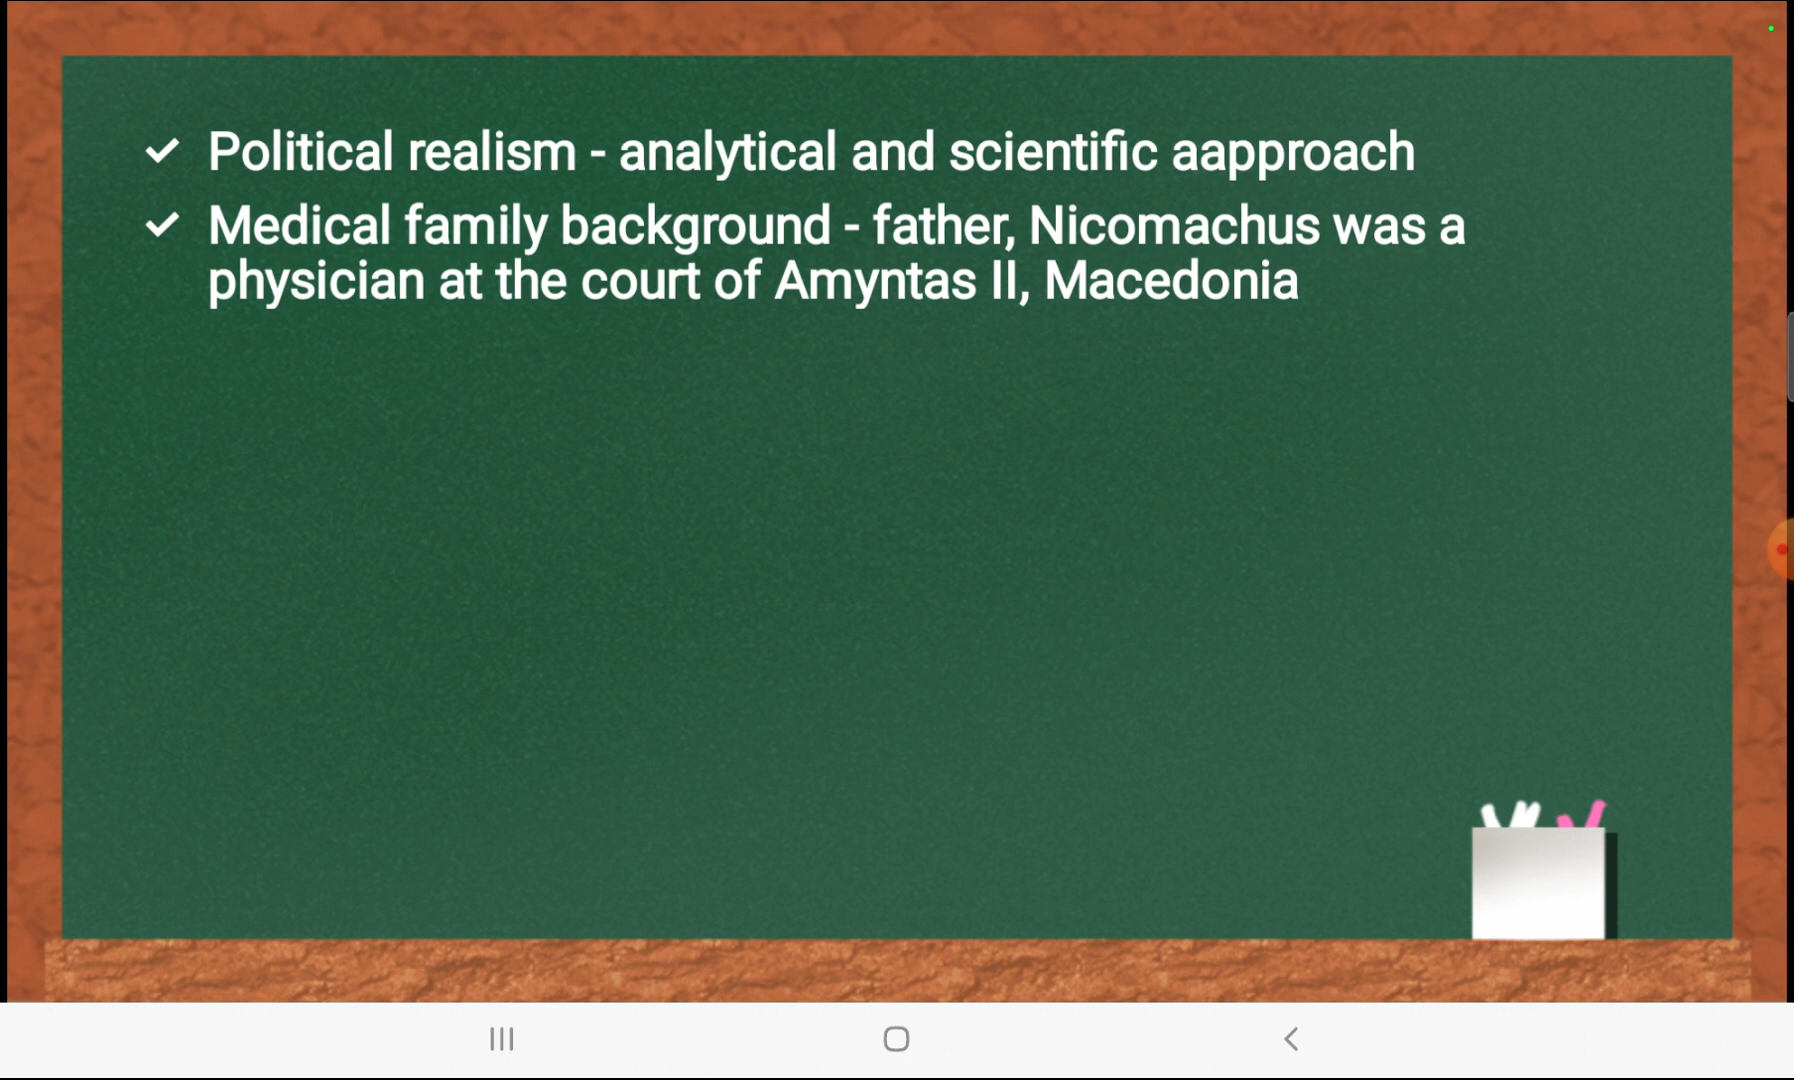 Political realism - analytical and scientific aapproach
Medical family background - father, Nicomachus was a
physician at the court of Amyntas II, Macedonia